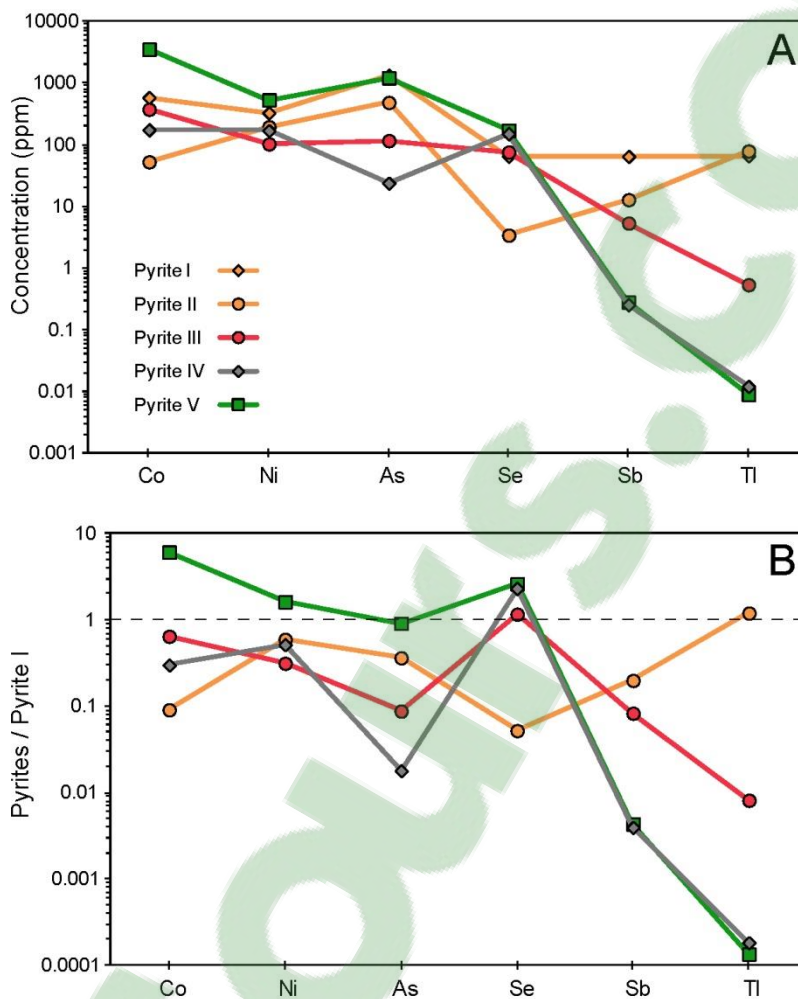 A
10000
1000
100
10
1
0.1
0.01
0.001
Concentration (ppm)
Pyrite I
Pyrite II
Pyrite III
Pyrite IV
Pyrite V
Co Ni As Se Sb Tl
B
10
1
0.1
0.01
0.001
0.0001
Pyrites / Pyrite I
Co Ni As Se Sb Tl
ours.co